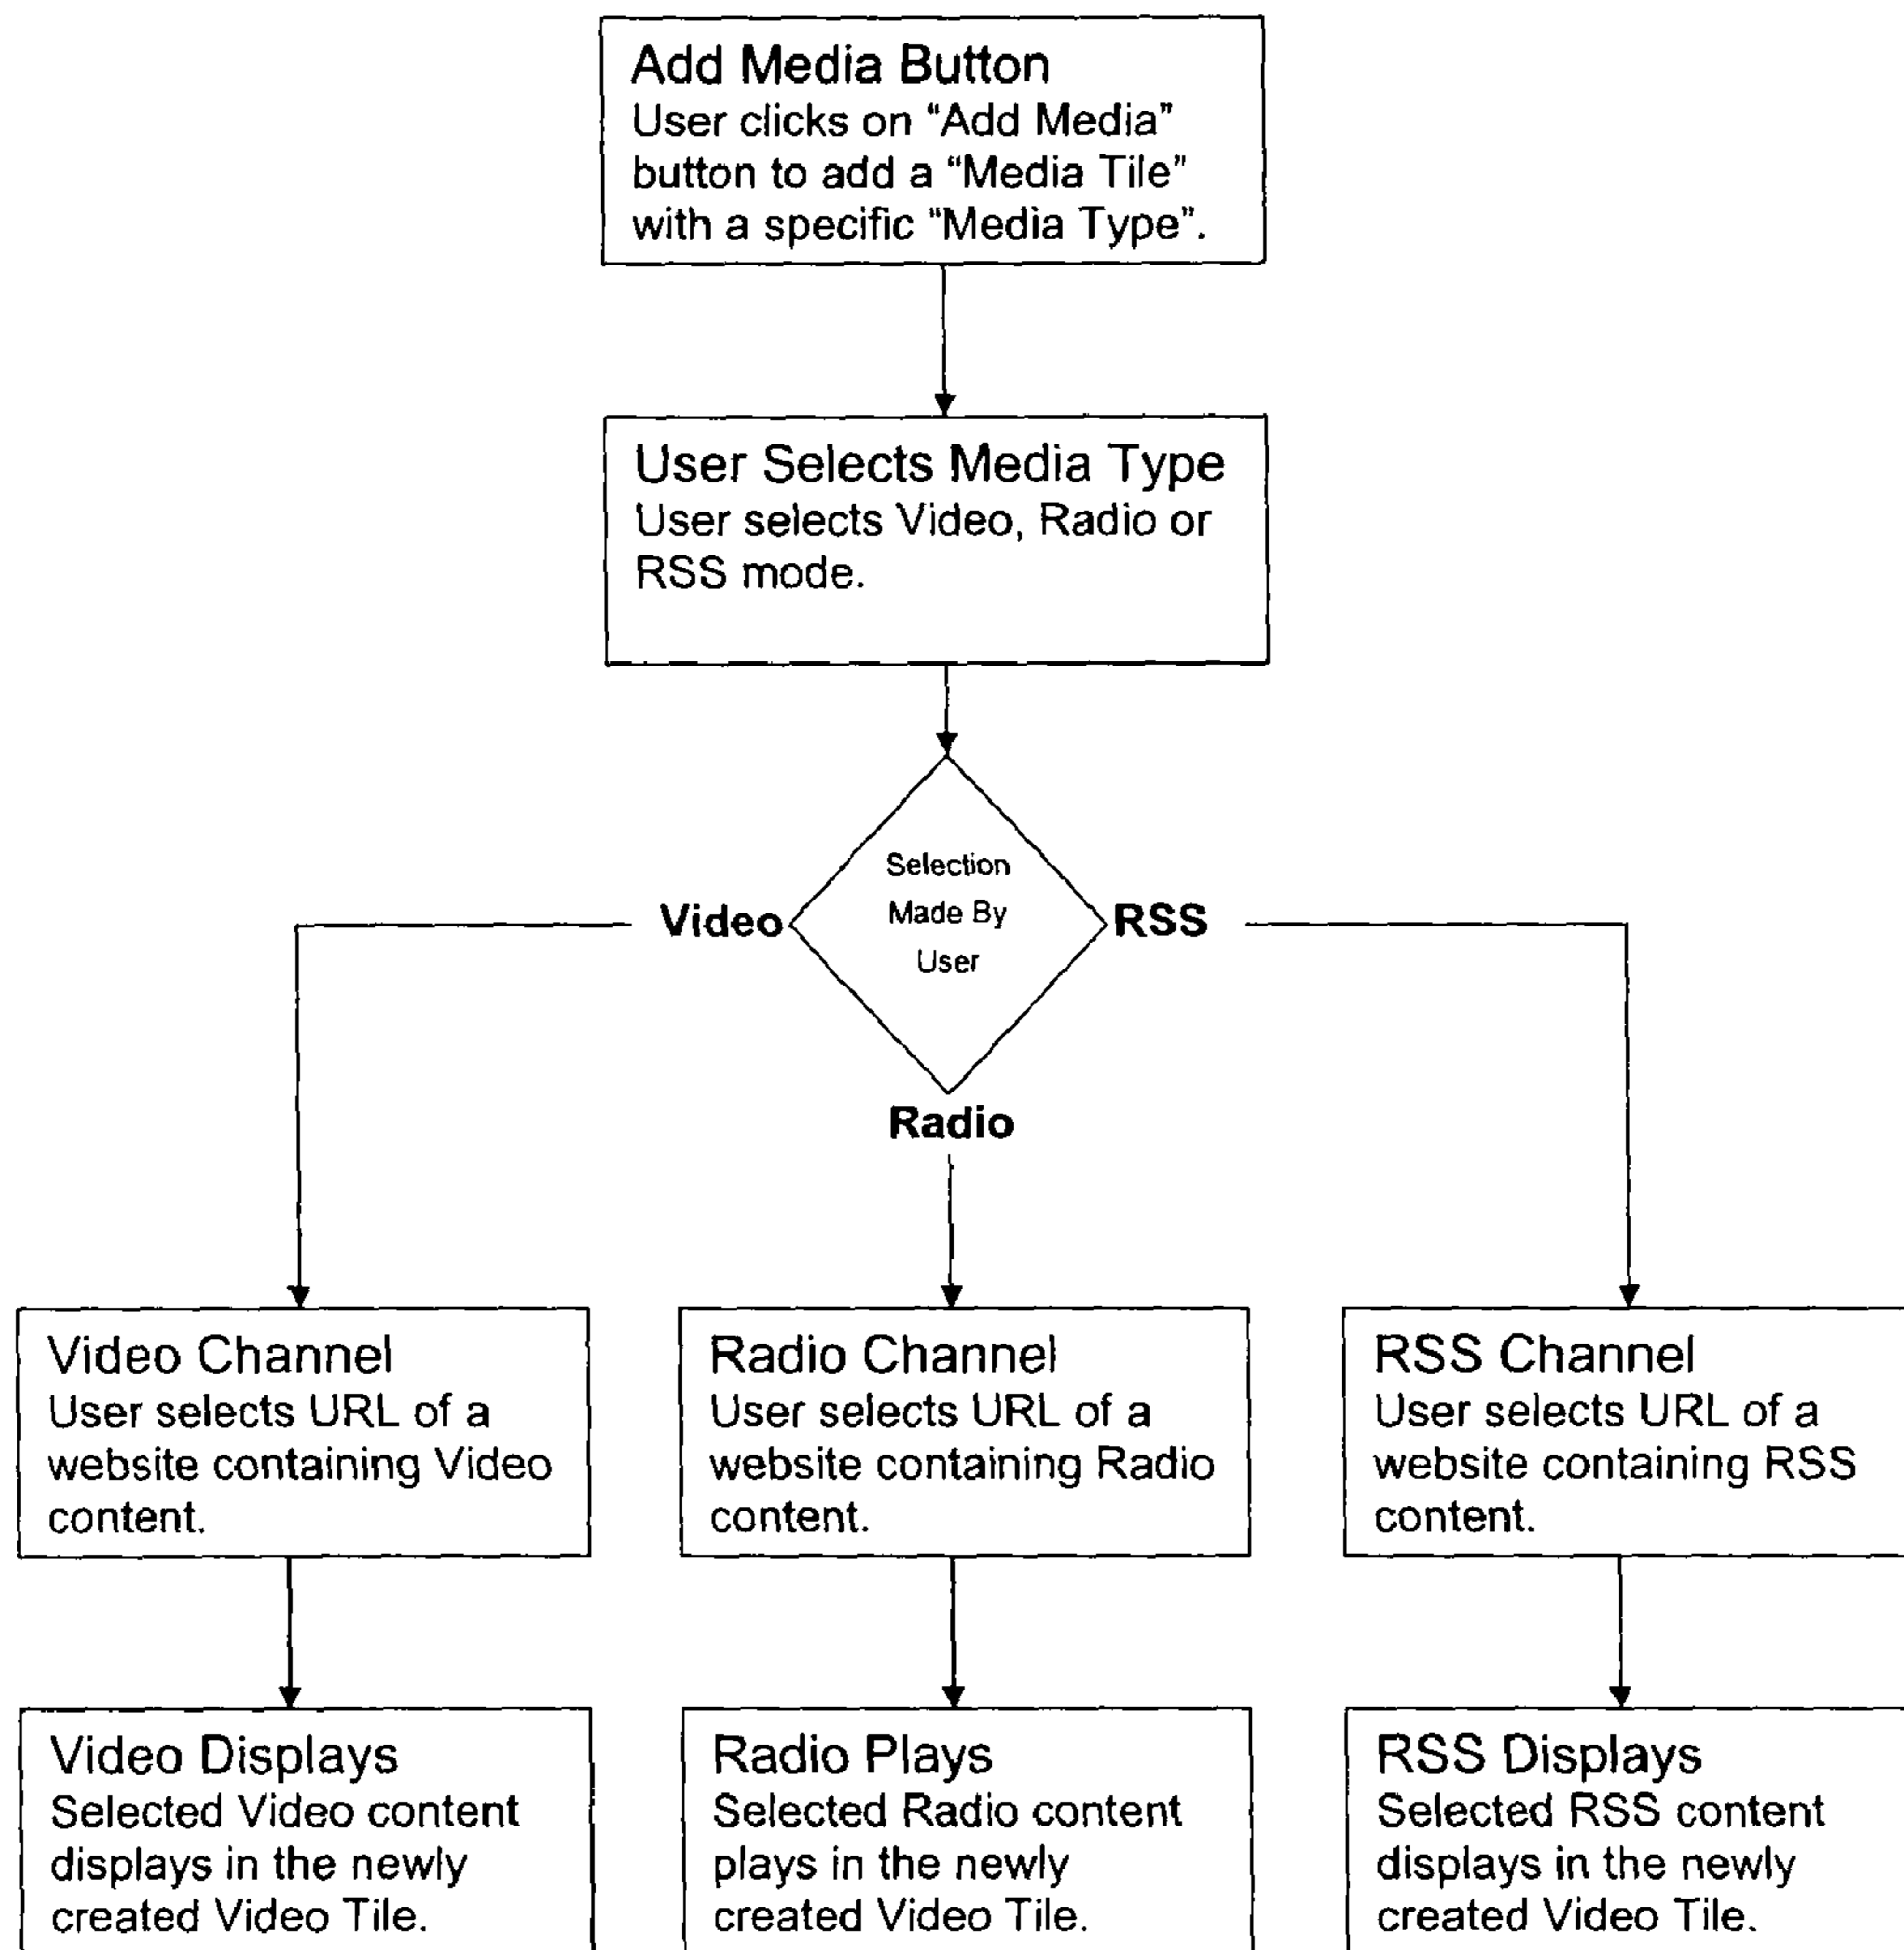 Add Media Button
User clicks on “Add Media”
button to add a “Media Tile”
with a specific “Media Type”.
User Selects Media Type
User selects Video, Radio or
RSS mode.
Selection
Made By
User
Video
RSS
Radio
Video Channel
User selects URL of a
website containing Video
content.
Radio Channel
User selects URL of a
website containing Radio
content.
RSS Channel
User selects URL of a
website containing RSS
content.
Video Displays
Selected Video content
displays in the newly
created Video Tile.
Radio Plays
Selected Radio content
plays in the newly
created Video Tile.
RSS Displays
Selected RSS content
displays in the newly
created Video Tile.